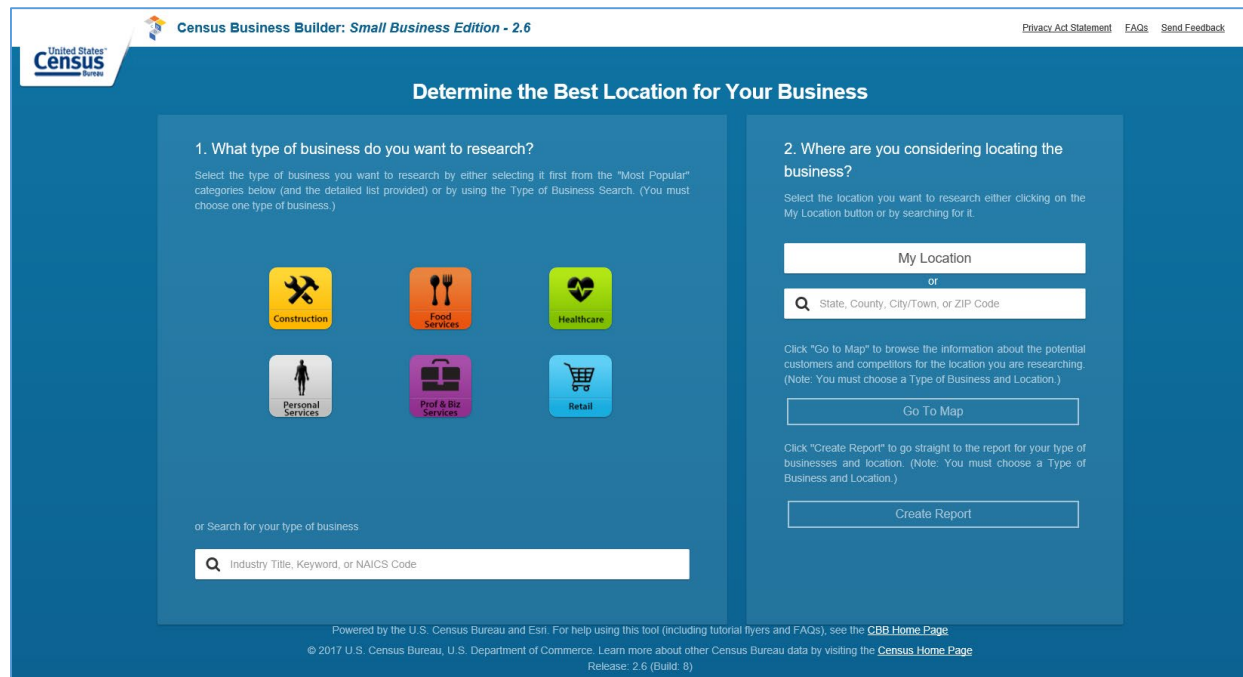 Census Business Builder: Small Business Edition - 2.6
Privacy Act Statement FAQs Send Feedback
United States™
Census
Bureau
Determine the Best Location for Your Business
1. What type of business do you want to research?
Select the type of business you want to research by either selecting it first from the "Most Popular"
categories below (and the detailed list provided) or by using the Type of Business Search. (You must
choose one type of business.)
Construction
Food
Services
Healthcare
Personal
Services
Prof & Biz
Services
Retail
or Search for your type of business
Industry Title, Keyword, or NAICS Code
2. Where are you considering locating the
business?
Select the location you want to research either clicking on the
My Location button or by searching for it.
My Location
or
State, County, City/Town, or ZIP Code
Click "Go to Map" to browse the information about the potential
customers and competitors for the location you are researching.
(Note: You must choose a Type of Business and Location.)
Go To Map
Click "Create Report" to go straight to the report for your type of
businesses and location. (Note: You must choose a Type of
Business and Location.)
Create Report
Powered by the U.S. Census Bureau and Esri. For help using this tool (including tutorial flyers and FAQs), see the CBB Home Page
© 2017 U.S. Census Bureau, U.S. Department of Commerce. Learn more about other Census Bureau data by visiting the Census Home Page
Release: 2.6 (Build: 8)